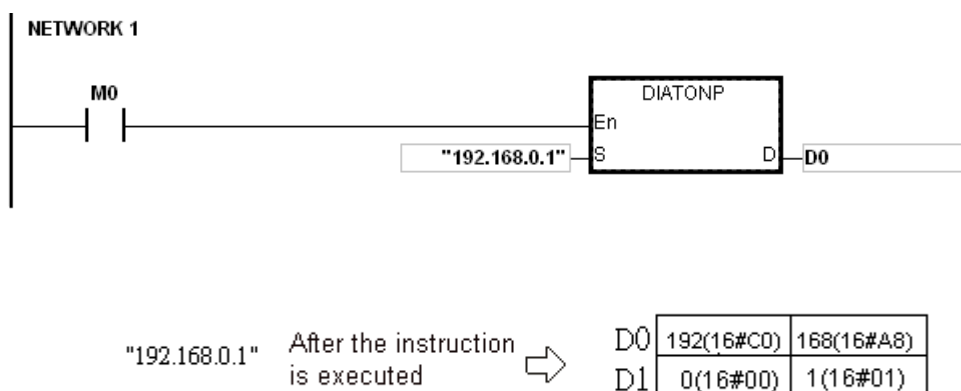 NETWORK 1
M0
DIATONP
En
"192.168.0.1" S D D0
"192.168.0.1" After the instruction is executed
D0 192(16#C0) 168(16#A8)
D1 0(16#00) 1(16#01)